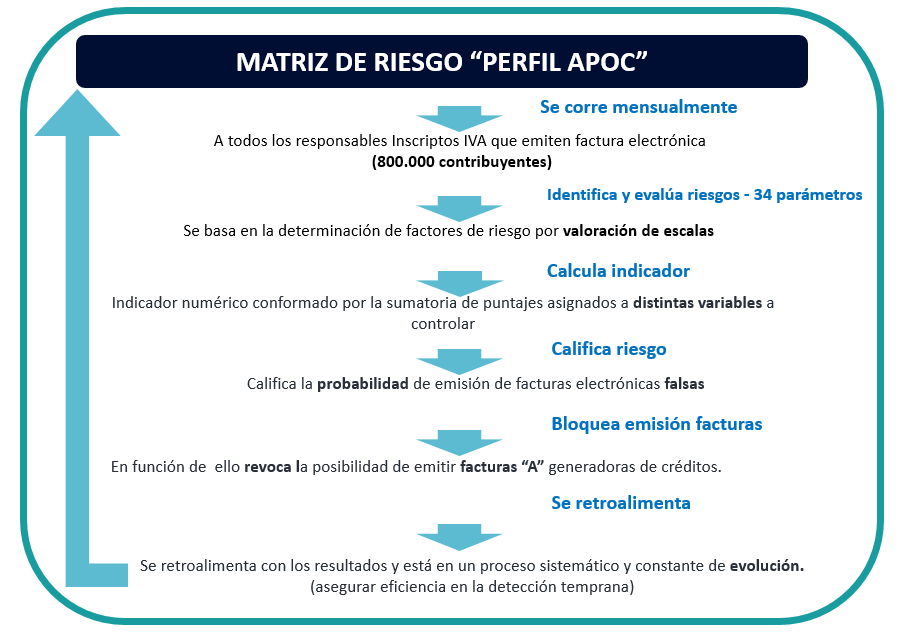 MATRIZ DE RIESGO “PERFIL APOC”
Se corre mensualmente
A todos los responsables Inscriptos IVA que emiten factura electrónica
(800.000 contribuyentes)
Identifica y evalúa riesgos - 34 parámetros
Se basa en la determinación de factores de riesgo por valoración de escalas
Calcula indicador
Indicador numérico conformado por la sumatoria de puntajes asignados a distintas variables a
controlar
Califica riesgo
Califica la probabilidad de emisión de facturas electrónicas falsas
Bloquea emisión facturas
En función de  ello revoca la posibilidad de emitir facturas “A” generadoras de créditos.
Se retroalimenta
Se retroalimenta con los resultados y está en un proceso sistemático y constante de evolución.
(asegurar eficiencia en la detección temprana)